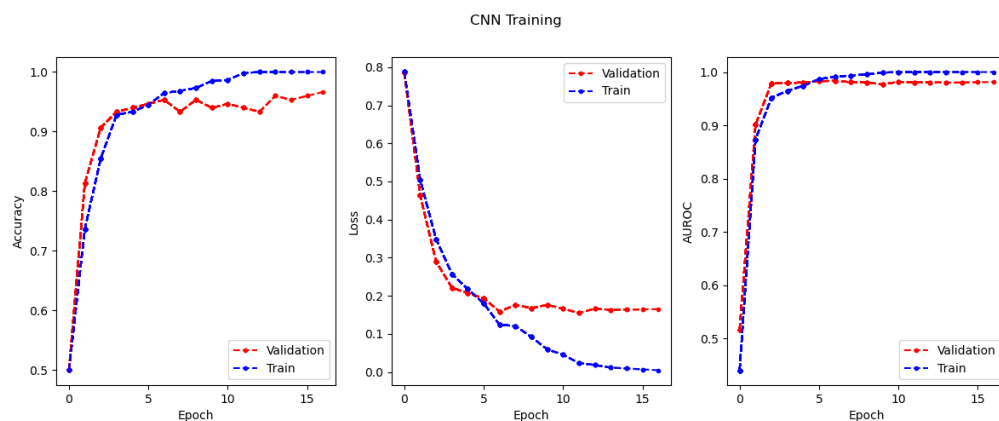 CNN Training
Accuracy
1.0
0.9
0.8
0.7
0.6
0.5
0 5 10 15
Epoch
Validation
Train
Loss
0.8
0.7
0.6
0.5
0.4
0.3
0.2
0.1
0.0
0 5 10 15
Epoch
Validation
Train
AUROC
1.0
0.9
0.8
0.7
0.6
0.5
0 5 10 15
Epoch
Validation
Train